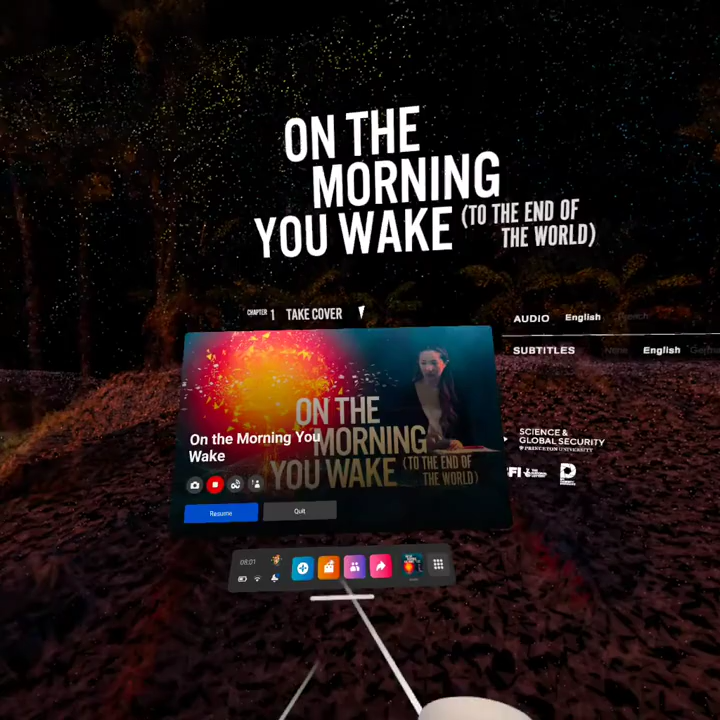 ON THE
MORNING
YOU WAKE (TO THE END OF
THE WORLD)
CHAPTER 1 TAKE COVER
AUDIO English
SUBTITLES None English
ON THE
MORNING
YOU WAKE (TO THE END OF
THE WORLD)
On the Morning You
Wake
Resume Quit
SCIENCE &
GLOBAL SECURITY
PRINCETON UNIVERSITY
08:01